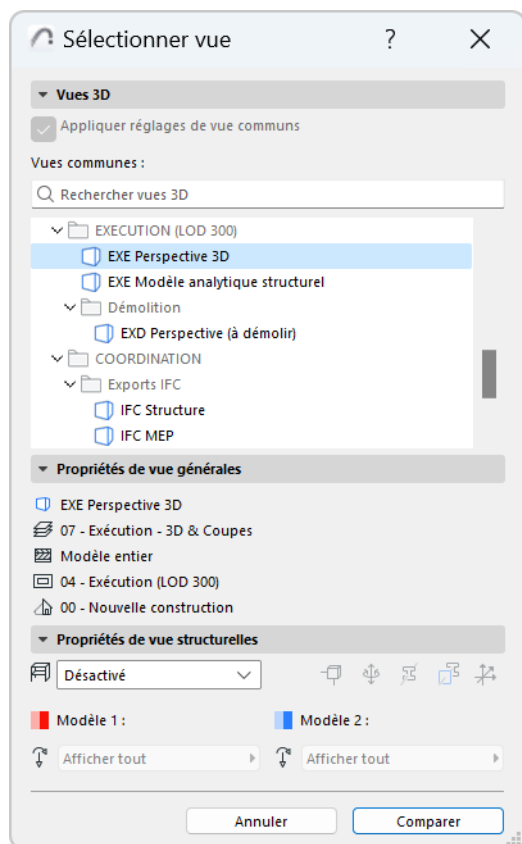 Sélectionner vue ?
Vues 3D
Appliquer réglages de vue communs
Vues communes :
Rechercher vues 3D
EXECUTION (LOD 300)
EXE Perspective 3D
EXE Modèle analytique structurel
Démolition
EXD Perspective (à démolir)
COORDINATION
Exports IFC
IFC Structure
IFC MEP
Propriétés de vue générales
EXE Perspective 3D
07 - Exécution - 3D & Coupes
Modèle entier
04 - Exécution (LOD 300)
00 - Nouvelle construction
Propriétés de vue structurelles
Désactivé
Modèle 1 : Modèle 2 :
Afficher tout Afficher tout
Annuler Comparer